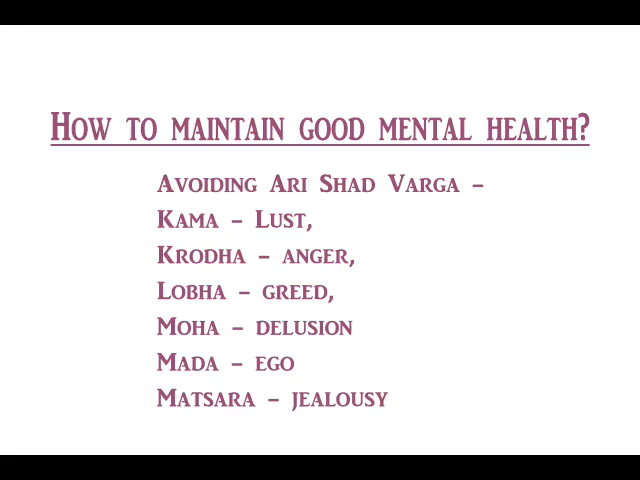 How to maintain good mental health?
Avoiding Ari Shad Varga –
Kama – Lust,
Krodha – anger,
Lobha – greed,
Moha – delusion
Mada – ego
Matsara – jealousy